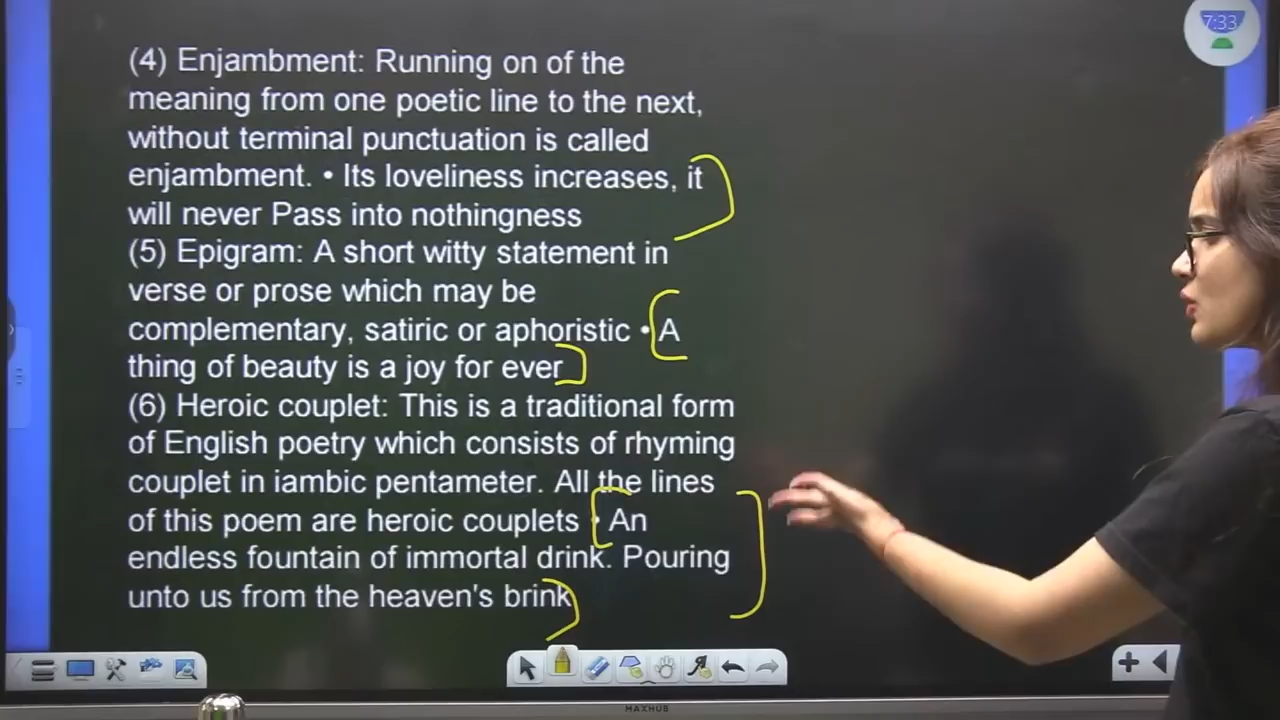 7:33
(4) Enjambment: Running on of the
meaning from one poetic line to the next,
without terminal punctuation is called
enjambment. • Its loveliness increases, it
will never Pass into nothingness
(5) Epigram: A short witty statement in
verse or prose which may be
complementary, satiric or aphoristic • A
thing of beauty is a joy for ever
(6) Heroic couplet: This is a traditional form
of English poetry which consists of rhyming
couplet in iambic pentameter. All the lines
of this poem are heroic couplets • An
endless fountain of immortal drink. Pouring
unto us from the heaven's brink
MAXHUB